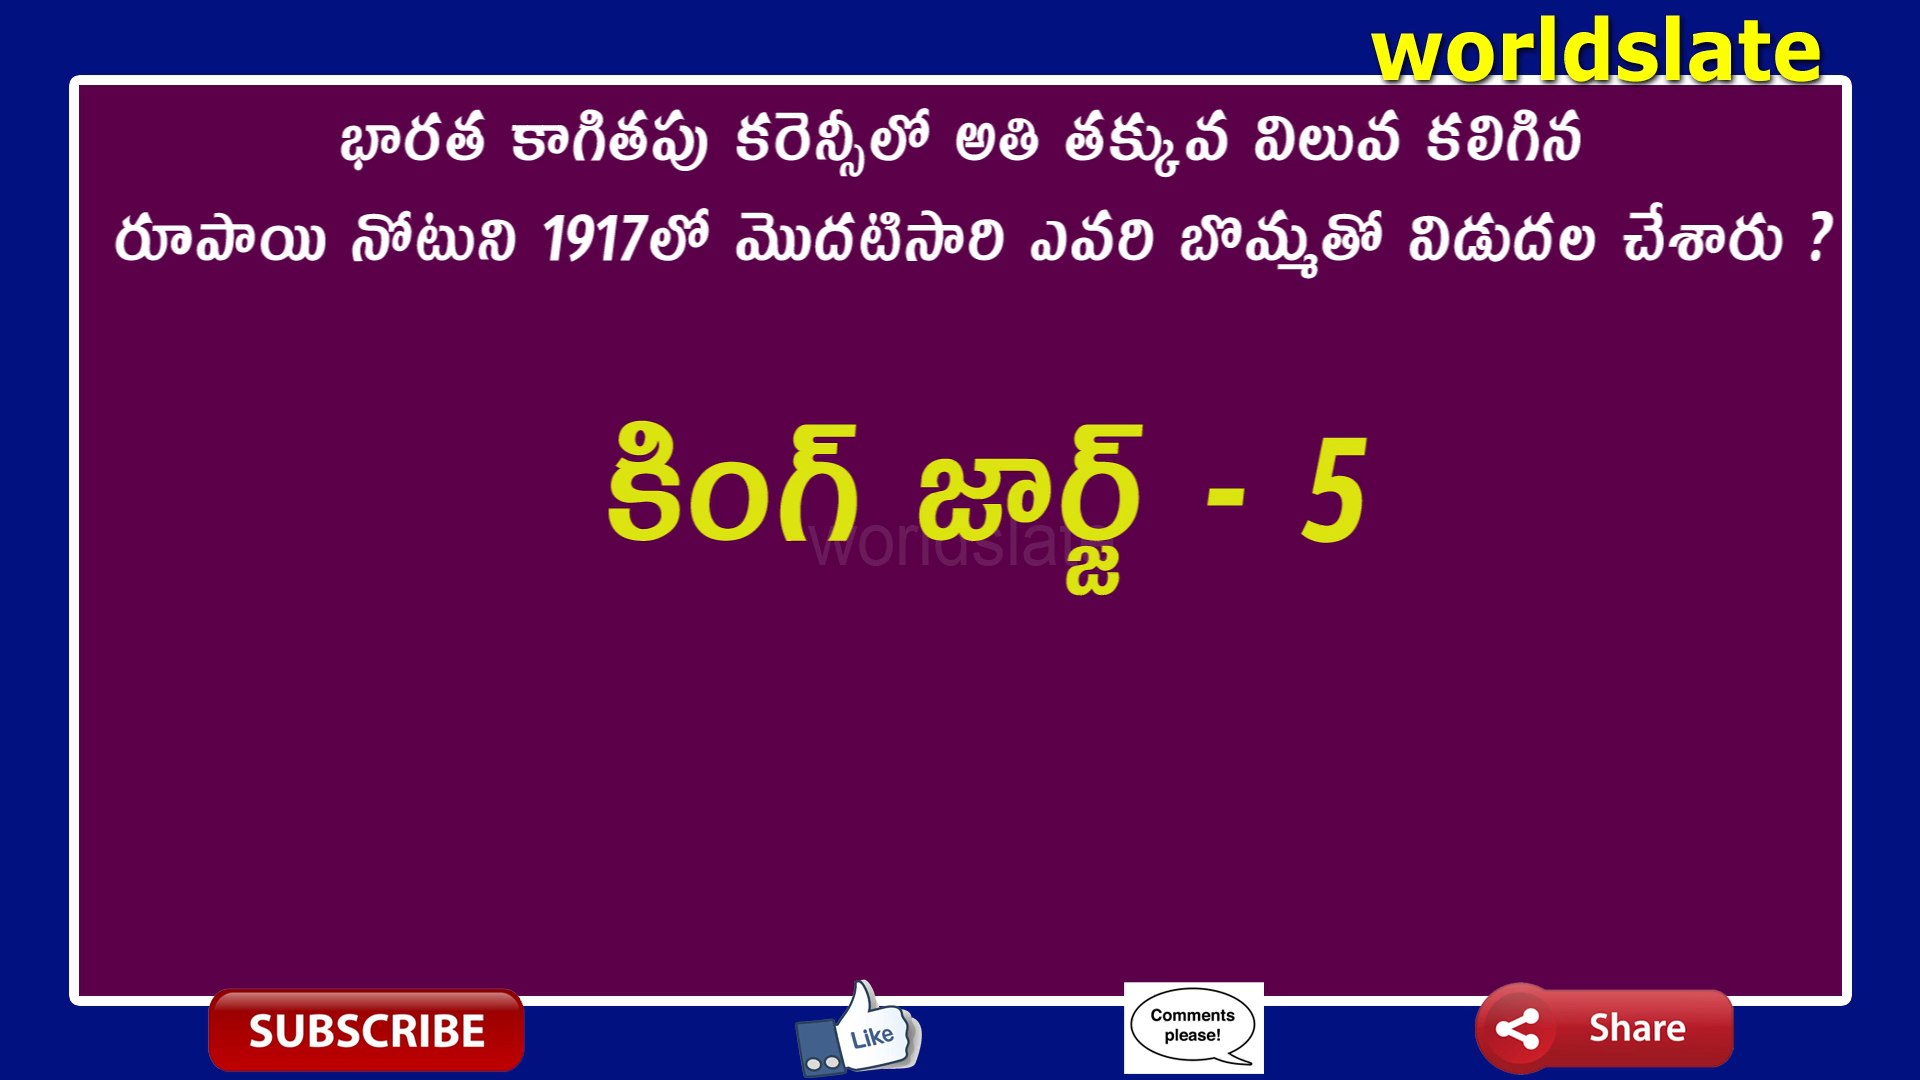 worldslate
భారత కాగితపు కరెన్సీలో అతి తక్కువ విలువ కలిగిన
రూపాయి నోటుని 1917లో మొదటిసారి ఎవరి బొమ్మతో విడుదల చేశారు ?
కింగ్ జార్జ్ - 5
worldslate
SUBSCRIBE
Like
Comments
please!
Share